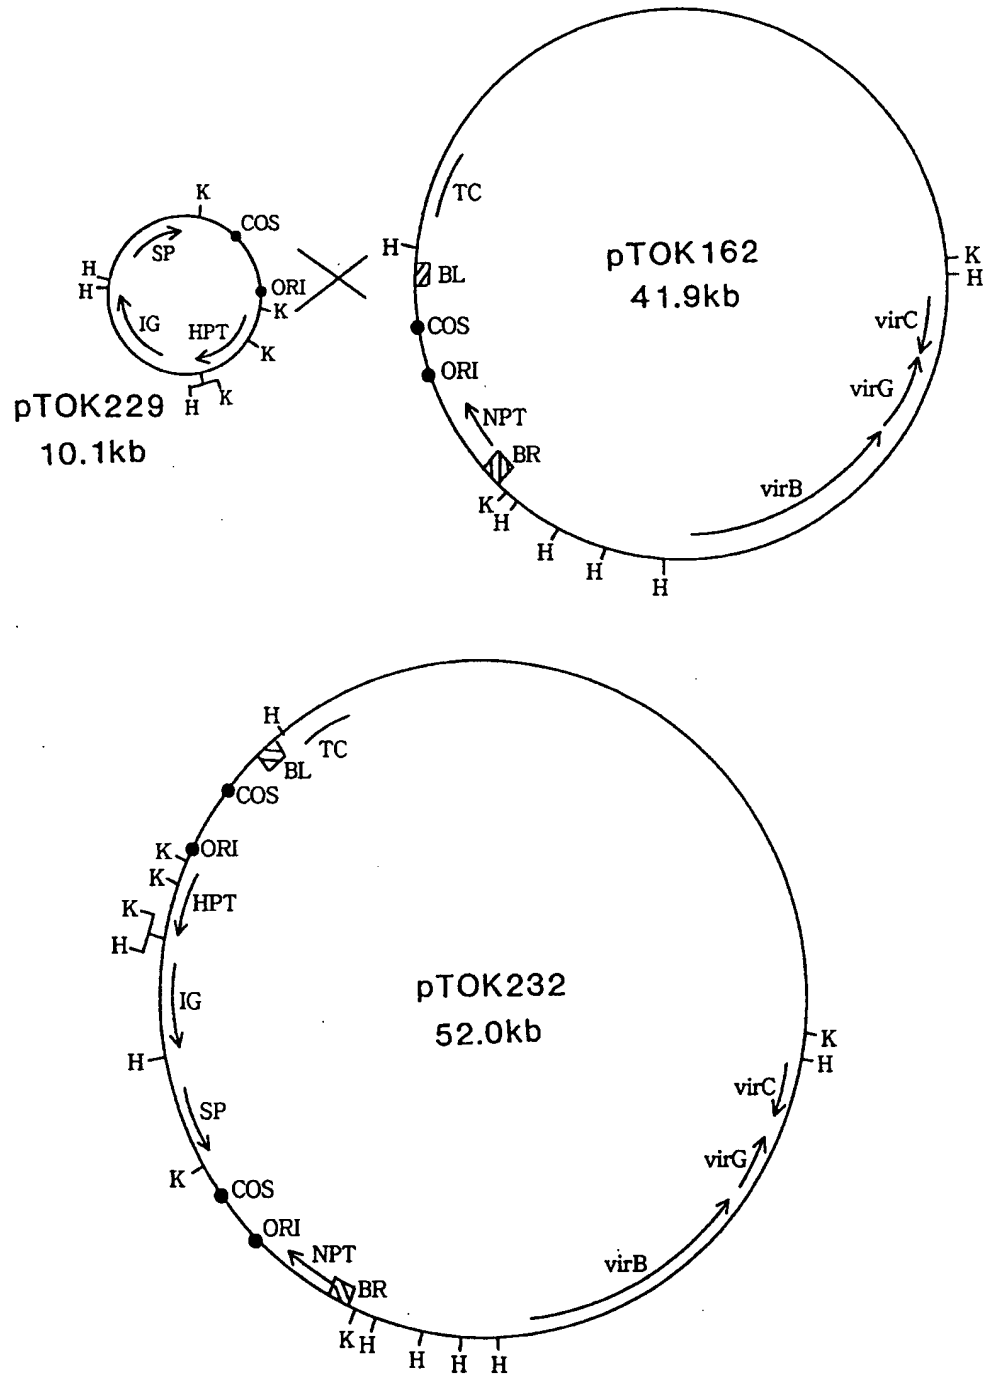 K
COS
SP
H
H
ORI
K
IG
HPT
K
H
K
pTOK229
10.1kb
TC
H
BL
COS
ORI
NPT
BR
K
H
H
H
H
pTOK162
41.9kb
K
H
virC
virG
virB
H
TC
BL
COS
K
ORI
K
HPT
K
H
IG
H
SP
K
COS
ORI
NPT
BR
K
H
H
H
H
pTOK232
52.0kb
K
H
virC
virG
virB